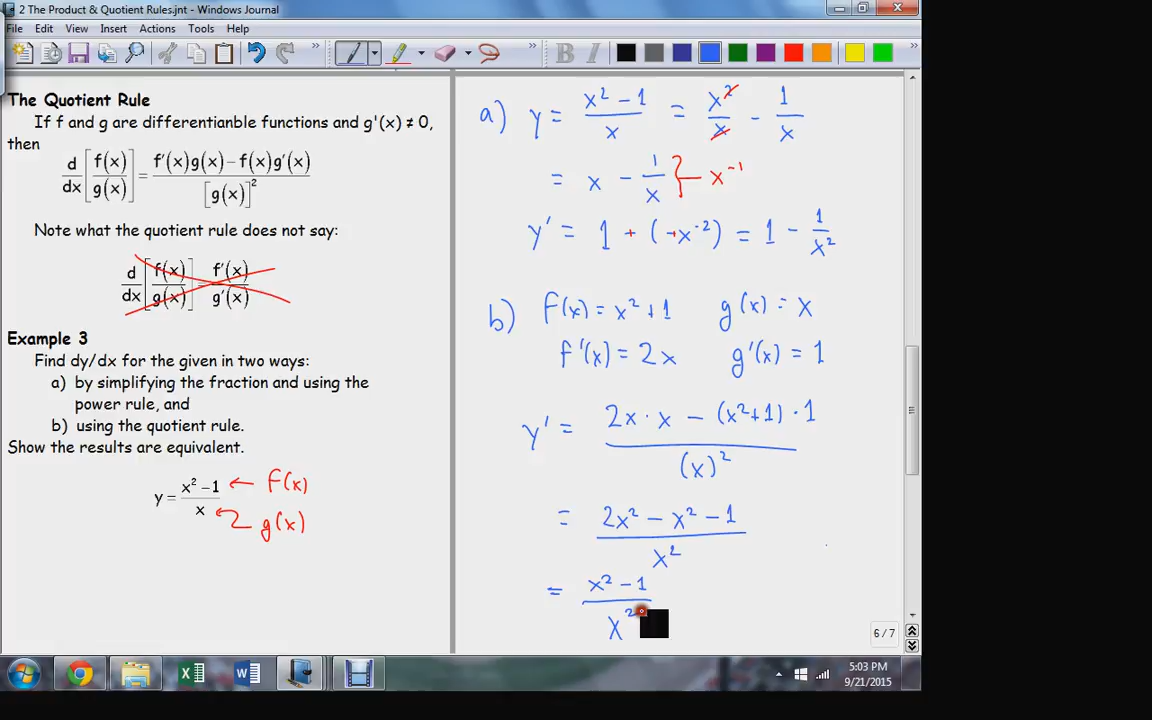 2 The Product & Quotient Rules.jnt - Windows Journal
File Edit View Insert Actions Tools Help
The Quotient Rule
If f and g are differentianble functions and g'(x) ≠ 0,
then
d/dx [f(x)/g(x)] = (f'(x)g(x) – f(x)g'(x))/[g(x)]²
Note what the quotient rule does not say:
d/dx [f(x)/g(x)] = f'(x)/g'(x)
Example 3
Find dy/dx for the given in two ways:
a) by simplifying the fraction and using the
power rule, and
b) using the quotient rule.
Show the results are equivalent.
y = (x² – 1)/x ← f(x)
g(x)
a) y = (x² – 1)/x = x²/x - 1/x
= x – 1/x } x⁻¹
y' = 1 + (-x⁻²) = 1 - 1/x²
b) f(x) = x² + 1 g(x) = x
f'(x) = 2x g'(x) = 1
y' = (2x · x – (x²+1) · 1)/(x)²
= (2x² – x² – 1)/x²
= (x² – 1)/x²
6 / 7
5:03 PM
9/21/2015